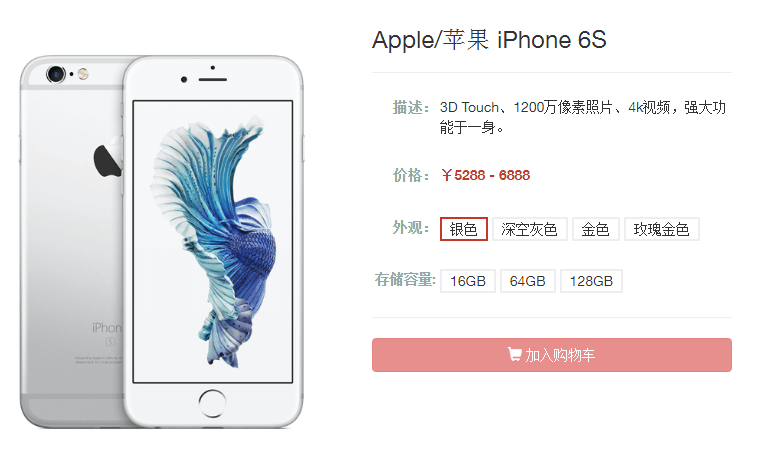 Apple/苹果 iPhone 6S
描述： 3D Touch、1200万像素照片、4k视频，强大功
能于一身。
价格： ￥5288 - 6888
外观： 银色 深空灰色 金色 玫瑰金色
存储容量: 16GB 64GB 128GB
加入购物车